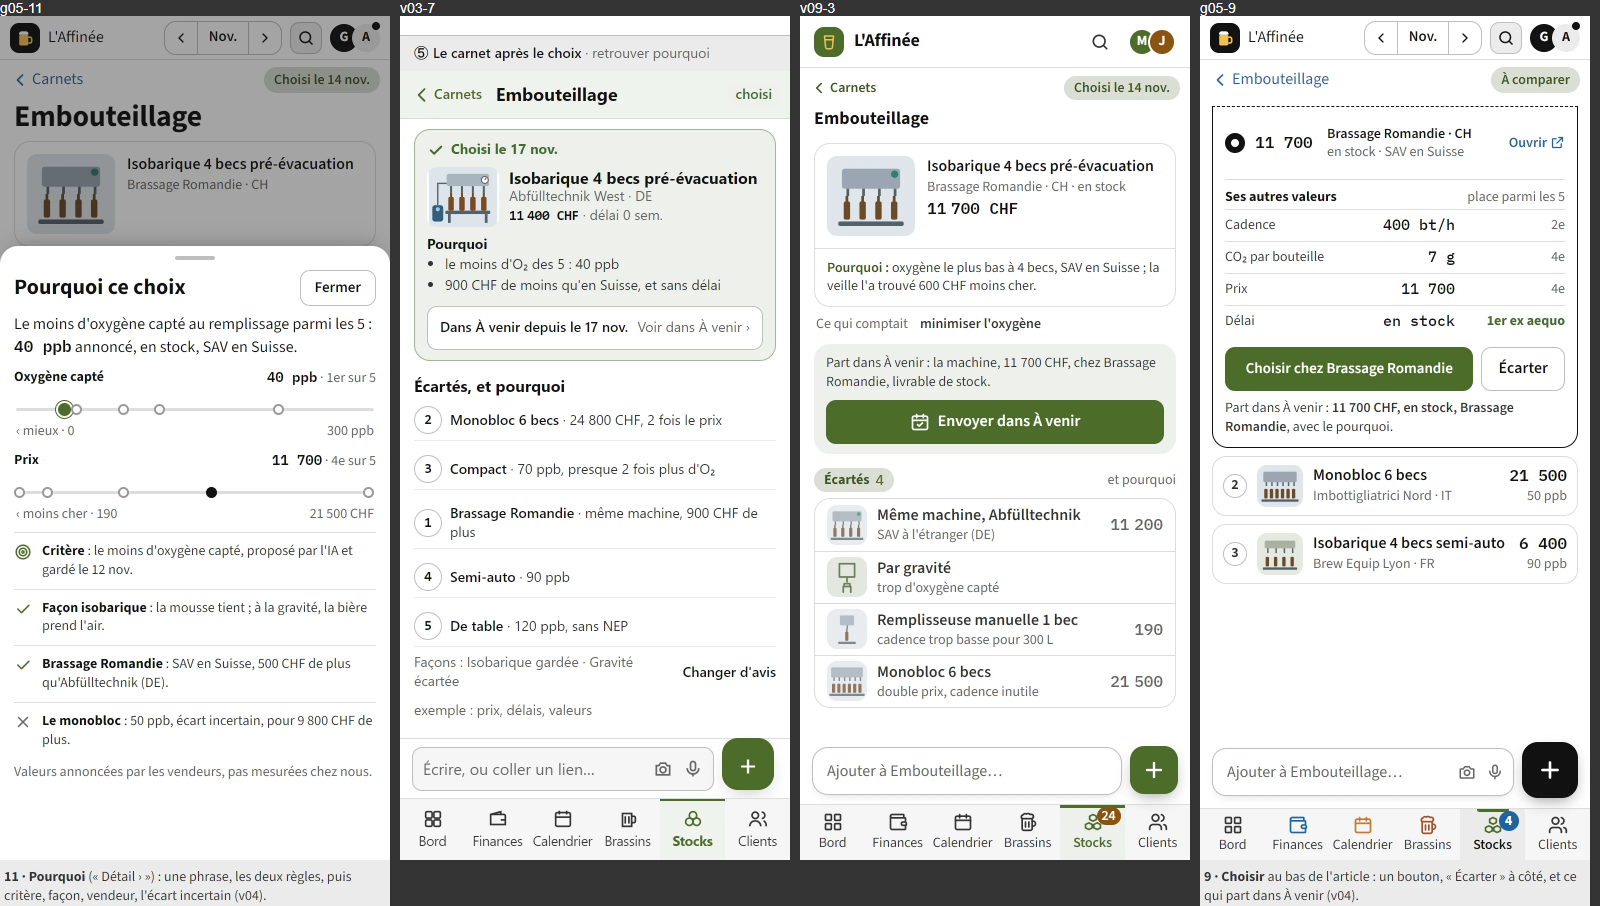 g05-11
L'Affinée
Nov.
G
A
Carnets
Choisi le 14 nov.
Embouteillage
Isobarique 4 becs pré-évacuation
Brassage Romandie · CH
Pourquoi ce choix
Fermer
Le moins d'oxygène capté au remplissage parmi les 5 :
40 ppb annoncé, en stock, SAV en Suisse.
Oxygène capté
40 ppb · 1er sur 5
‹ mieux · 0
300 ppb
Prix
11 700 · 4e sur 5
‹ moins cher · 190
21 500 CHF
Critère : le moins d'oxygène capté, proposé par l'IA et
gardé le 12 nov.
Façon isobarique : la mousse tient ; à la gravité, la bière
prend l'air.
Brassage Romandie : SAV en Suisse, 500 CHF de plus
qu'Abfülltechnik (DE).
Le monobloc : 50 ppb, écart incertain, pour 9 800 CHF de
plus.
Valeurs annoncées par les vendeurs, pas mesurées chez nous.
11 · Pourquoi (« Détail › ») : une phrase, les deux règles, puis
critère, façon, vendeur, l'écart incertain (v04).
v03-7
⑤ Le carnet après le choix · retrouver pourquoi
Carnets
Embouteillage
choisi
Choisi le 17 nov.
Isobarique 4 becs pré-évacuation
Abfülltechnik West · DE
11 400 CHF · délai 0 sem.
Pourquoi
• le moins d'O₂ des 5 : 40 ppb
• 900 CHF de moins qu'en Suisse, et sans délai
Dans À venir depuis le 17 nov. Voir dans À venir ›
Écartés, et pourquoi
2 Monobloc 6 becs · 24 800 CHF, 2 fois le prix
3 Compact · 70 ppb, presque 2 fois plus d'O₂
1 Brassage Romandie · même machine, 900 CHF de
plus
4 Semi-auto · 90 ppb
5 De table · 120 ppb, sans NEP
Façons : Isobarique gardée · Gravité
écartée
Changer d'avis
exemple : prix, délais, valeurs
Écrire, ou coller un lien...
+
Bord
Finances
Calendrier
Brassins
Stocks
Clients
v09-3
L'Affinée
M
J
Carnets
Choisi le 14 nov.
Embouteillage
Isobarique 4 becs pré-évacuation
Brassage Romandie · CH · en stock
11 700 CHF
Pourquoi : oxygène le plus bas à 4 becs, SAV en Suisse ; la
veille l'a trouvé 600 CHF moins cher.
Ce qui comptait minimiser l'oxygène
Part dans À venir : la machine, 11 700 CHF, chez Brassage
Romandie, livrable de stock.
Envoyer dans À venir
Écartés 4
et pourquoi
Même machine, Abfülltechnik
SAV à l'étranger (DE)
11 200
Par gravité
trop d'oxygène capté
Remplisseuse manuelle 1 bec
cadence trop basse pour 300 L
190
Monobloc 6 becs
double prix, cadence inutile
21 500
Ajouter à Embouteillage…
+
Bord
Finances
Calendrier
Brassins
Stocks
24
Clients
g05-9
L'Affinée
Nov.
G
A
Embouteillage
À comparer
11 700
Brassage Romandie · CH
en stock · SAV en Suisse
Ouvrir
Ses autres valeurs
place parmi les 5
Cadence 400 bt/h 2e
CO₂ par bouteille 7 g 4e
Prix 11 700 4e
Délai en stock 1er ex aequo
Choisir chez Brassage Romandie
Écarter
Part dans À venir : 11 700 CHF, en stock, Brassage
Romandie, avec le pourquoi.
2 Monobloc 6 becs 21 500
Imbottigliatrici Nord · IT 50 ppb
3 Isobarique 4 becs semi-auto 6 400
Brew Equip Lyon · FR 90 ppb
Ajouter à Embouteillage…
+
Bord
Finances
Calendrier
Brassins
Stocks
4
Clients
9 · Choisir au bas de l'article : un bouton, « Écarter » à côté, et ce
qui part dans À venir (v04).